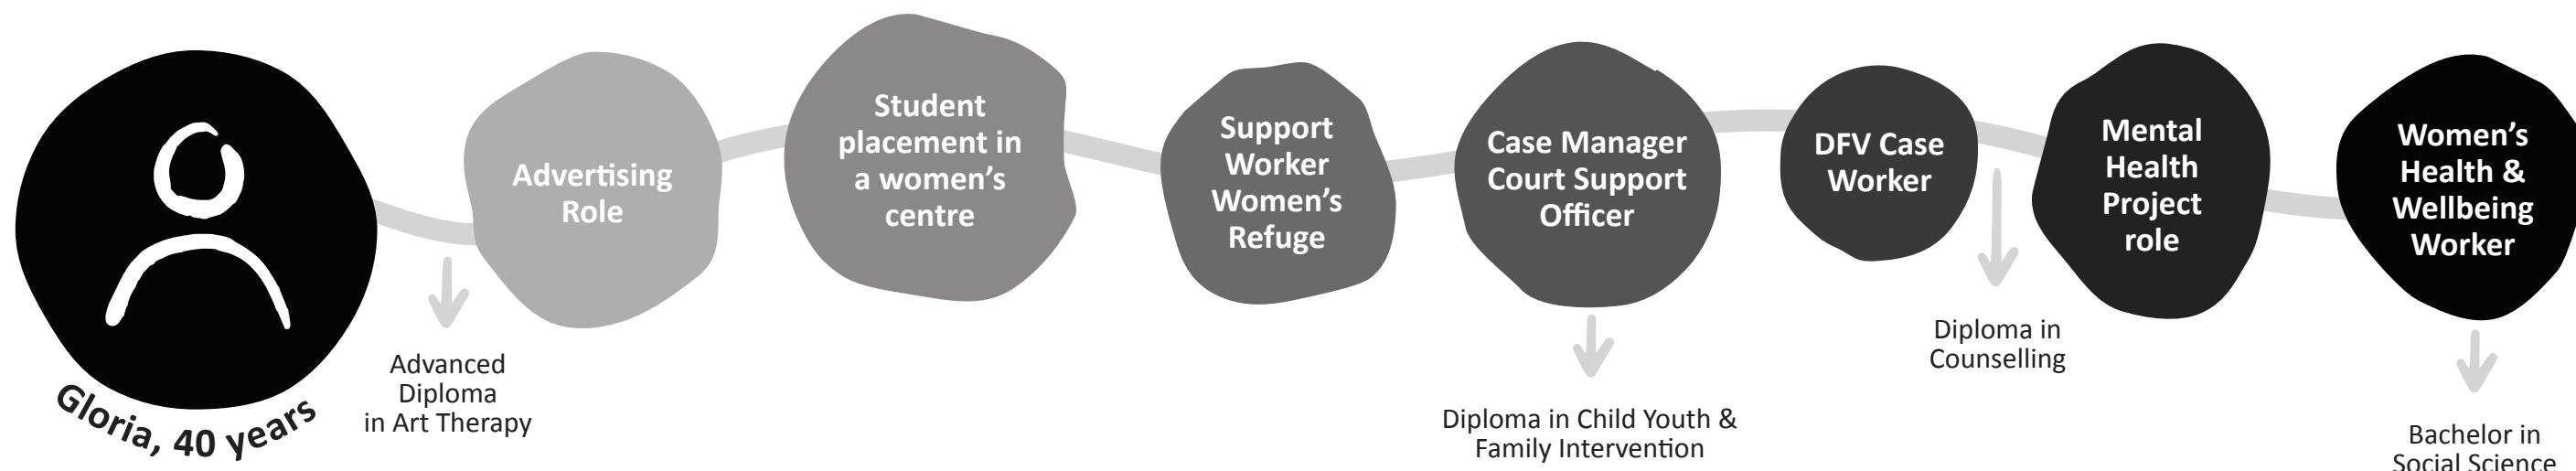 Gloria, 40 years
Advanced
Diploma
in Art Therapy
Advertising
Role
Student
placement in
a women's
centre
Support
Worker
Women's
Refuge
Case Manager
Court Support
Officer
Diploma in Child Youth &
Family Intervention
DFV Case
Worker
Diploma in
Counselling
Mental
Health
Project
role
Women's
Health &
Wellbeing
Worker
Bachelor in
Social Science